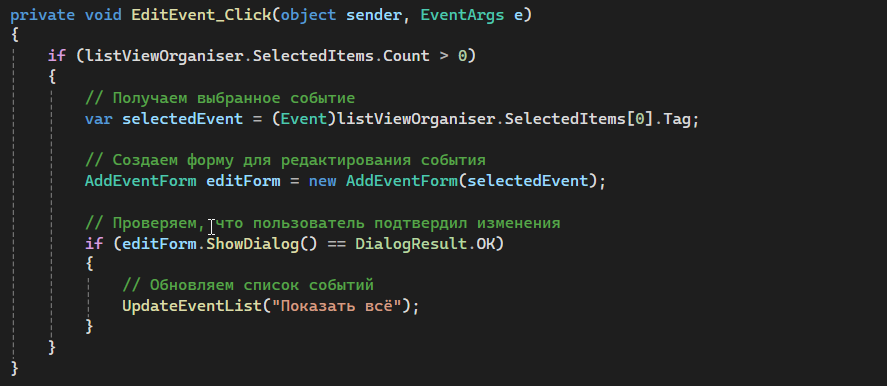 private void EditEvent_Click(object sender, EventArgs e)
{
if (listViewOrganiser.SelectedItems.Count > 0)
{
// Получаем выбранное событие
var selectedEvent = (Event)listViewOrganiser.SelectedItems[0].Tag;
// Создаем форму для редактирования события
AddEventForm editForm = new AddEventForm(selectedEvent);
// Проверяем, что пользователь подтвердил изменения
if (editForm.ShowDialog() == DialogResult.OK)
{
// Обновляем список событий
UpdateEventList("Показать всё");
}
}
}